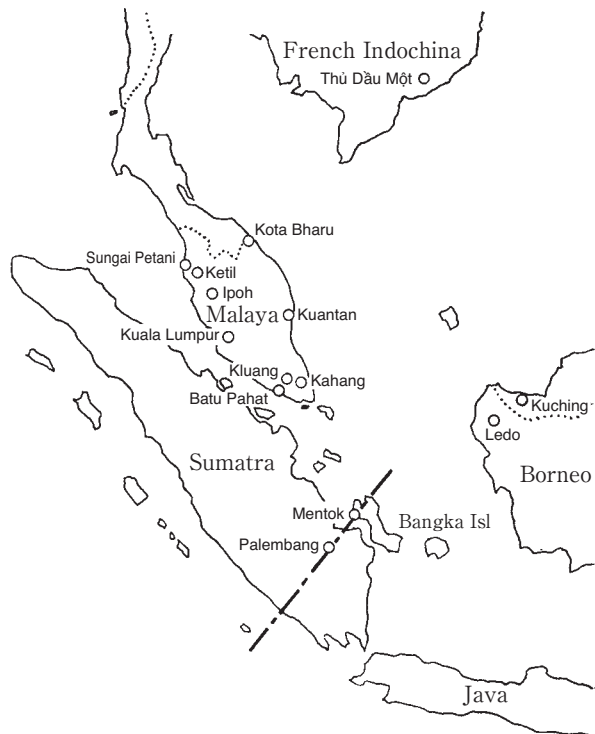 French Indochina
Thủ Dầu Một
Kota Bharu
Sungai Petani
Ketil
Ipoh
Malaya
Kuantan
Kuala Lumpur
Kluang
Kahang
Batu Pahat
Kuching
Ledo
Sumatra
Borneo
Mentok
Bangka Isl
Palembang
Java